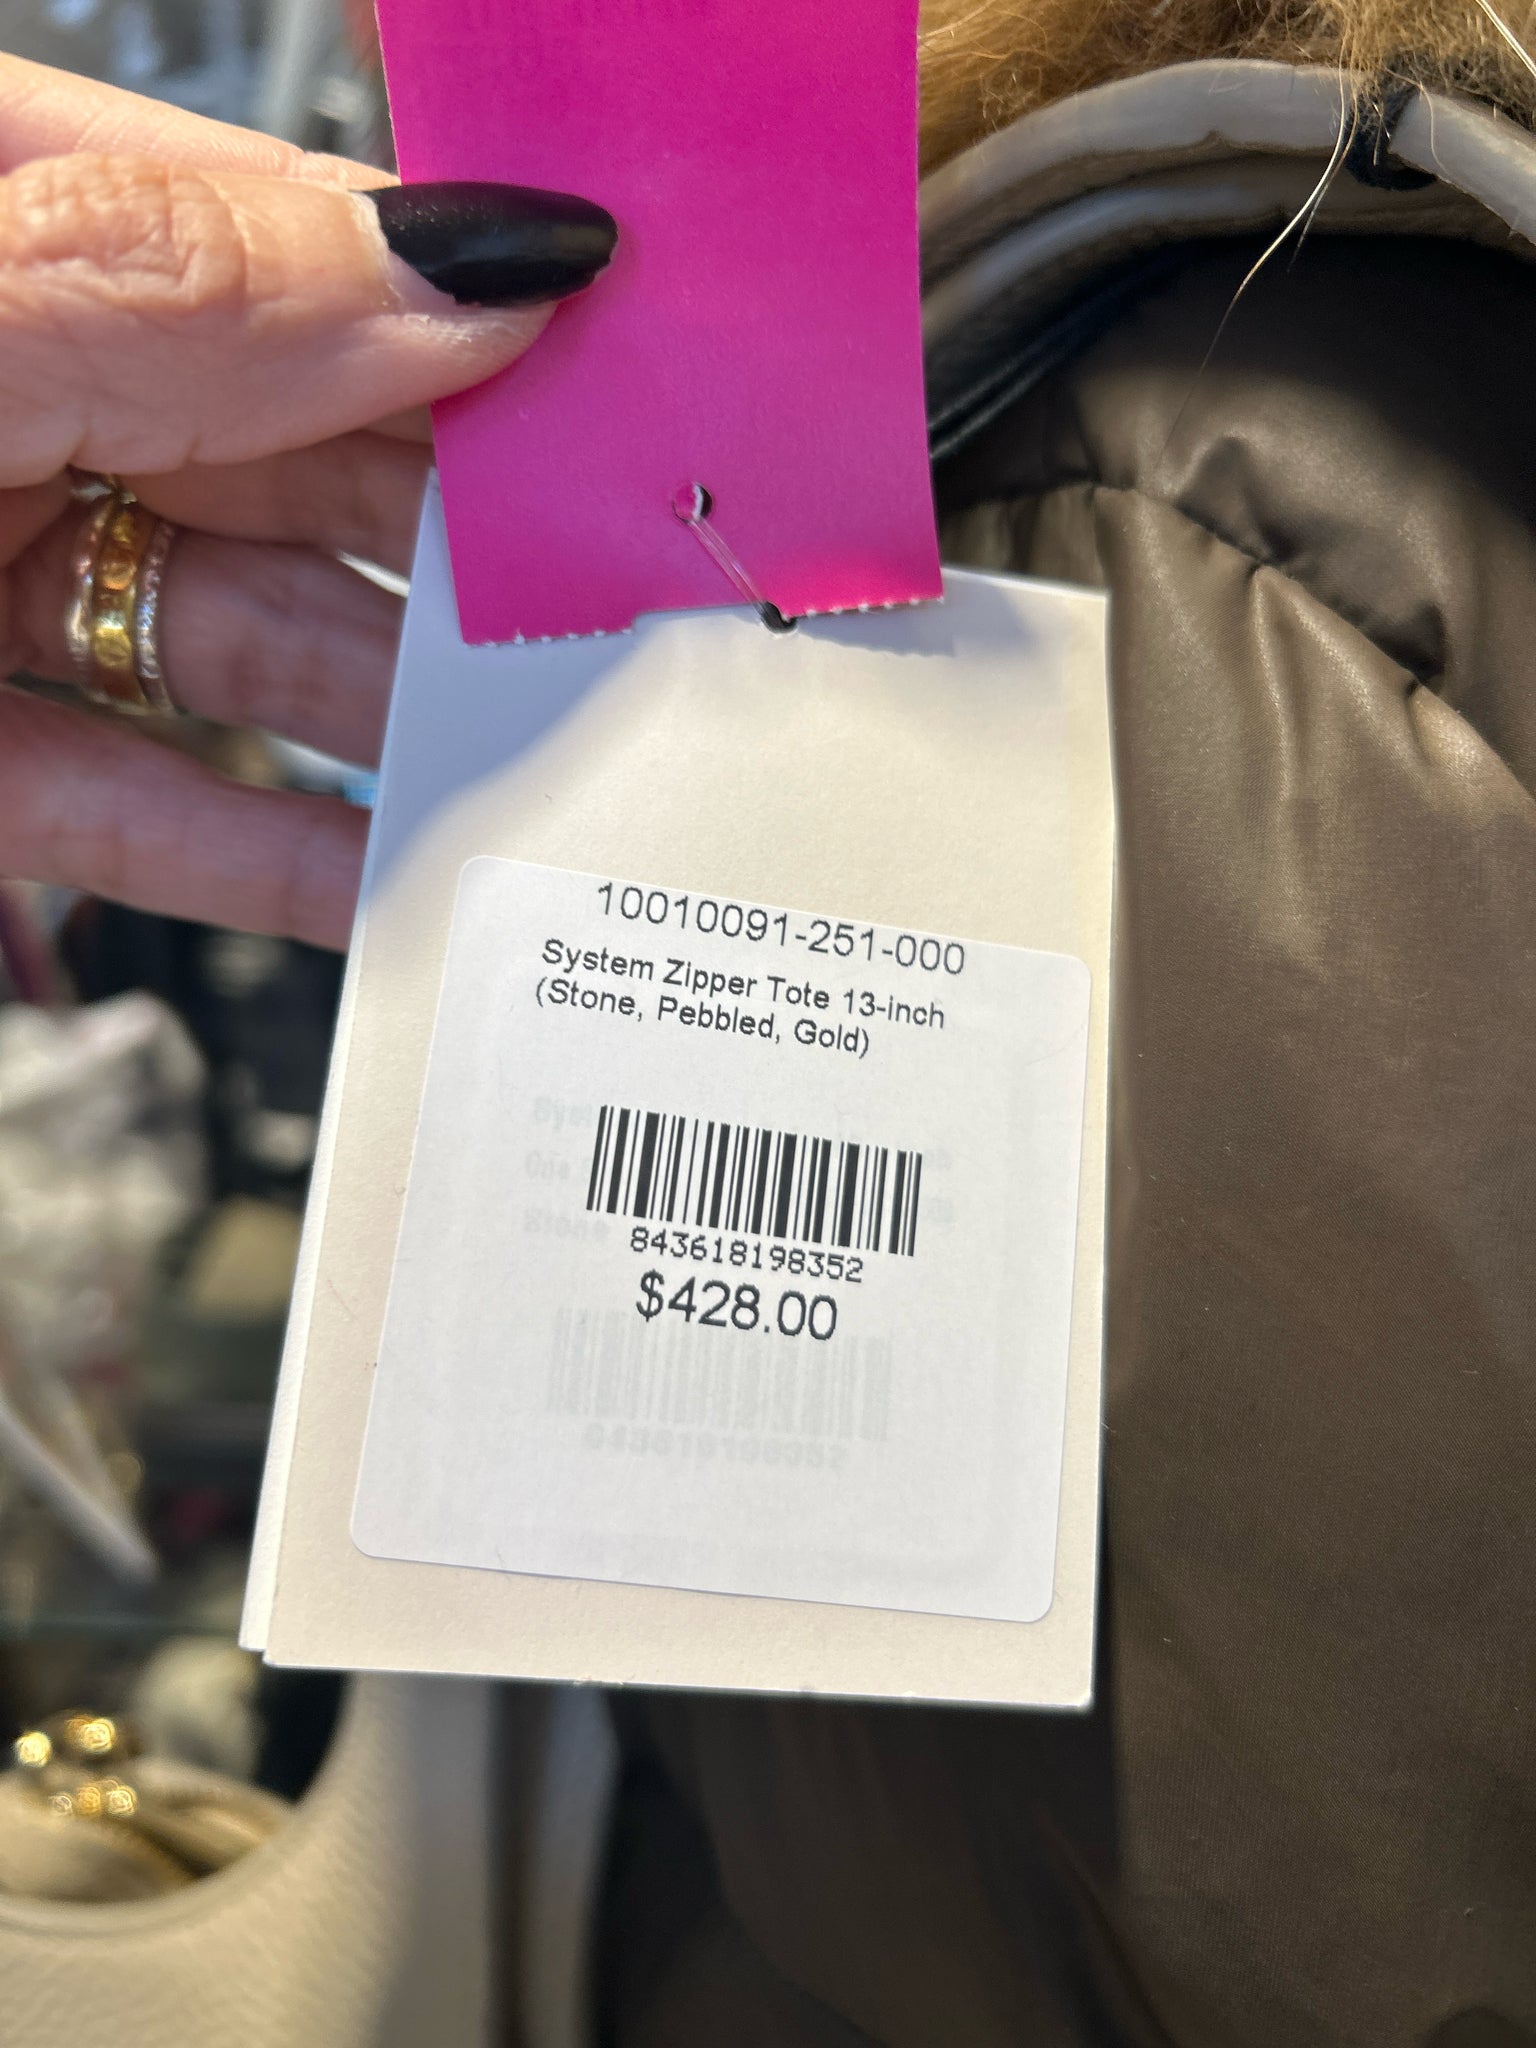 10010091-251-000
System Zipper Tote 13-inch
(Stone, Pebbled, Gold)
843618198352
$428.00